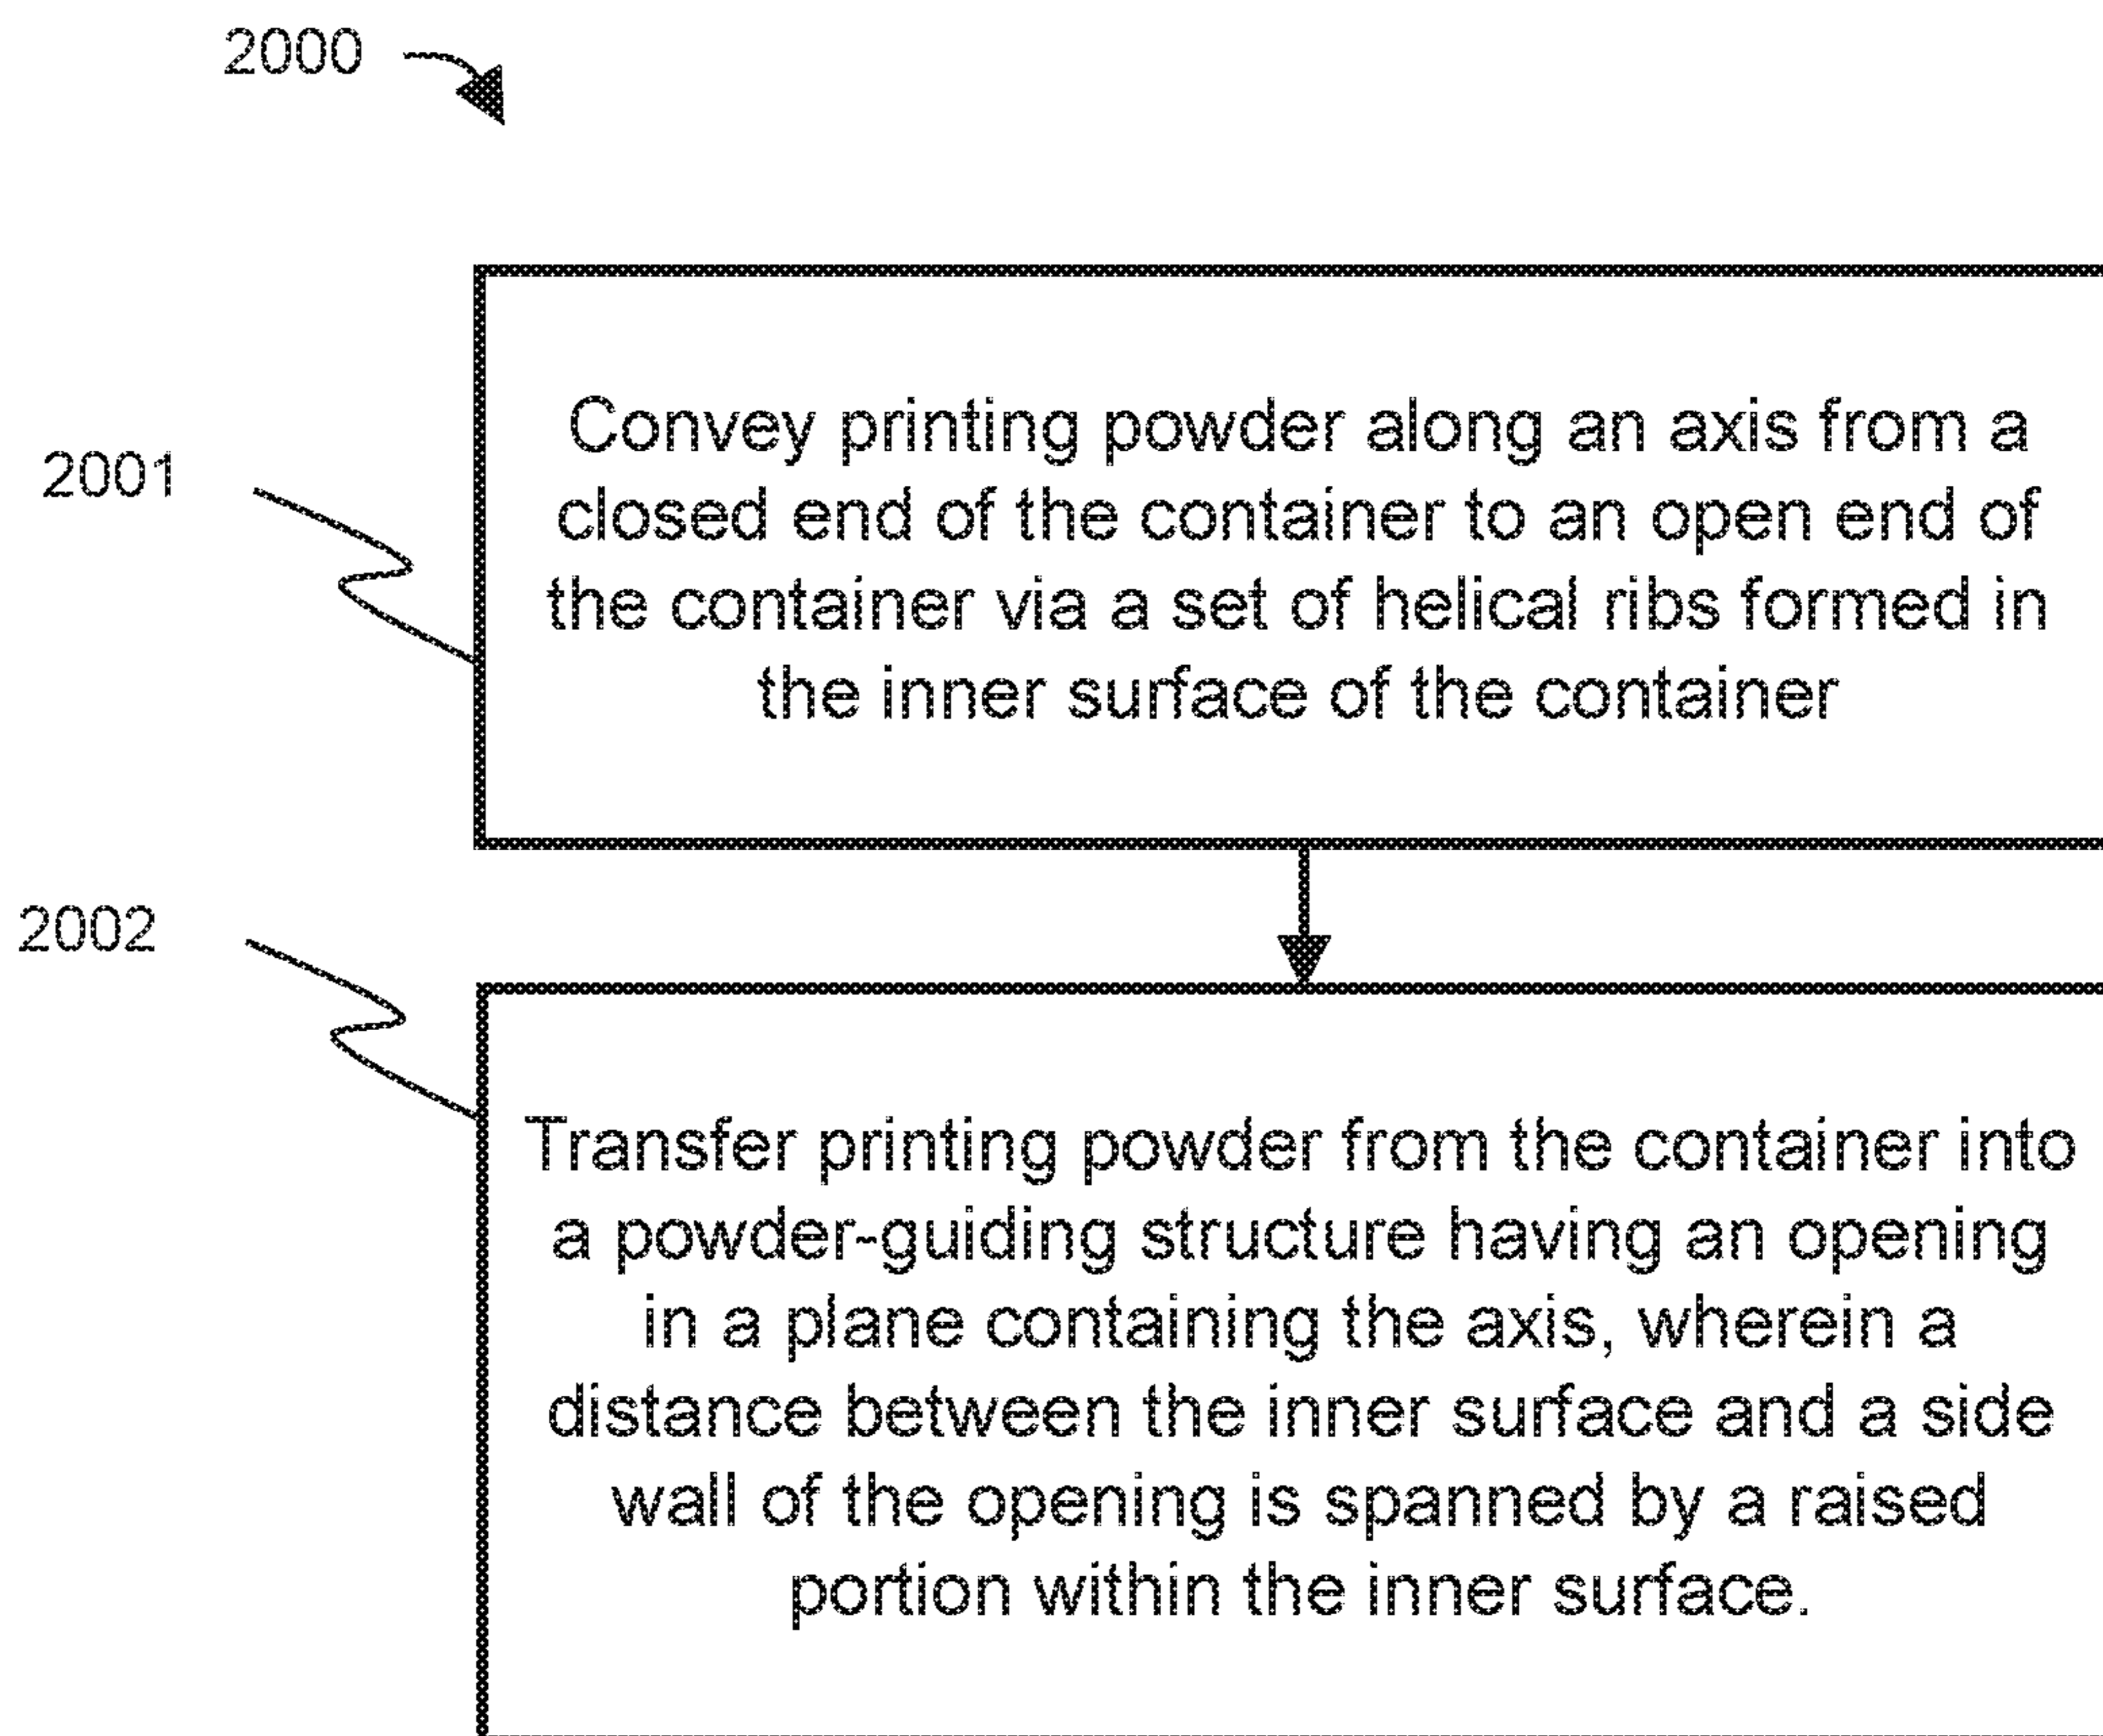 2000
2001
Convey printing powder along an axis from a
closed end of the container to an open end of
the container via a set of helical ribs formed in
the inner surface of the container
2002
Transfer printing powder from the container into
a powder-guiding structure having an opening
in a plane containing the axis, wherein a
distance between the inner surface and a side
wall of the opening is spanned by a raised
portion within the inner surface.